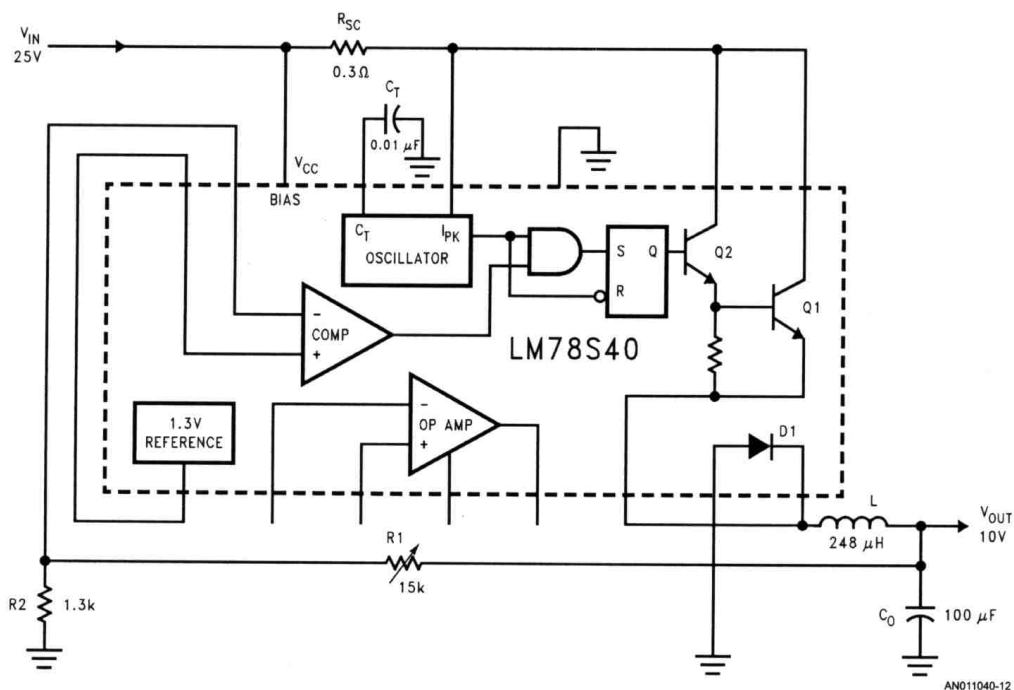 V_IN
25V
R_SC
0.3Ω
C_T
0.01 μF
V_CC
BIAS
C_T
I_PK
OSCILLATOR
S
Q
R
Q2
Q1
−
COMP
+
LM78S40
1.3V
REFERENCE
−
OP AMP
+
D1
L
248 μH
V_OUT
10V
R1
15k
R2
1.3k
C_O
100 μF
AN011040-12